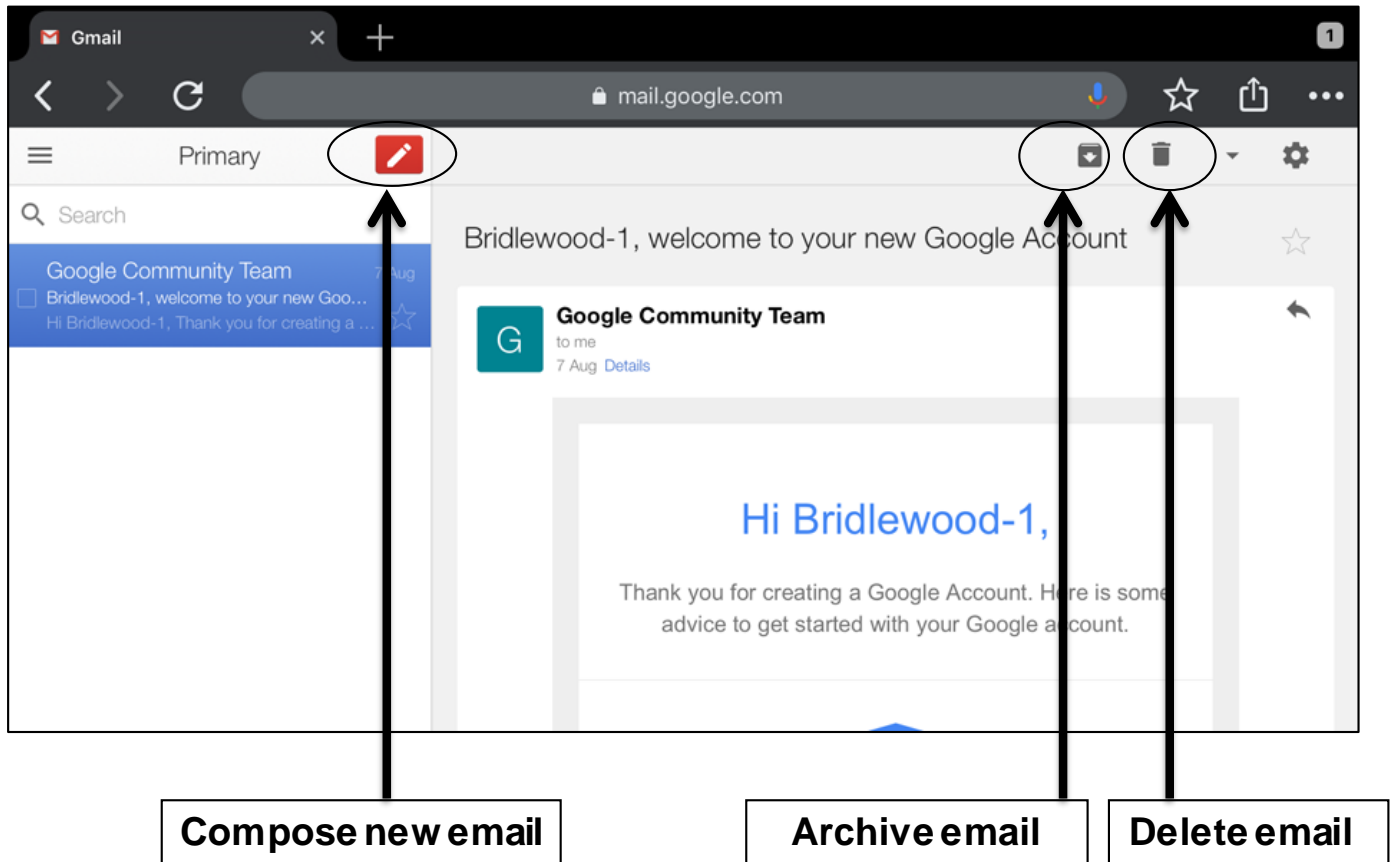 Gmail
1
mail.google.com
Primary
Search
Google Community Team 7 Aug
Bridlewood-1, welcome to your new Goo...
Hi Bridlewood-1, Thank you for creating a ...
Bridlewood-1, welcome to your new Google Account
G
Google Community Team
to me
7 Aug Details
Hi Bridlewood-1,
Thank you for creating a Google Account. Here is some
advice to get started with your Google account.
Compose new email
Archive email
Delete email